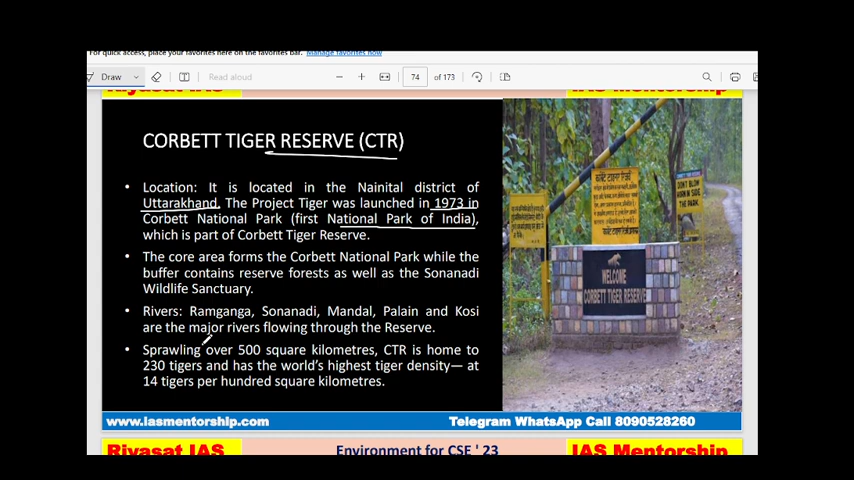 For quick access, place your favorites here on the favorites bar. Manage favorites now
Draw
Read aloud
74 of 173
Riyasat IAS
IAS Mentorship
CORBETT TIGER RESERVE (CTR)
• Location: It is located in the Nainital district of
Uttarakhand. The Project Tiger was launched in 1973 in
Corbett National Park (first National Park of India),
which is part of Corbett Tiger Reserve.
• The core area forms the Corbett National Park while the
buffer contains reserve forests as well as the Sonanadi
Wildlife Sanctuary.
• Rivers: Ramganga, Sonanadi, Mandal, Palain and Kosi
are the major rivers flowing through the Reserve.
• Sprawling over 500 square kilometres, CTR is home to
230 tigers and has the world's highest tiger density— at
14 tigers per hundred square kilometres.
DON'T BLOW
HORN IN SIDE
THE PARK
WELCOME
CORBETT TIGER RESERVE
www.iasmentorship.com
Telegram WhatsApp Call 8090528260
Riyasat IAS
Environment for CSE ' 23
IAS Mentorship